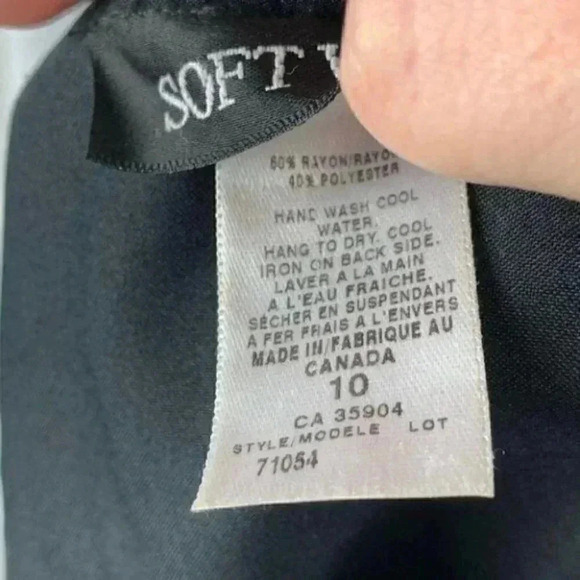 SOFT
60% RAYON/RAYO
40% POLYESTER
HAND WASH COOL
WATER.
HANG TO DRY. COOL
IRON ON BACK SIDE.
LAVER A LA MAIN
A L'EAU FRAICHE.
SECHER EN SUSPENDANT
A FER FRAIS A L'ENVERS
MADE IN/FABRIQUE AU
CANADA
10
CA 35904
STYLE/MODELE LOT
71054